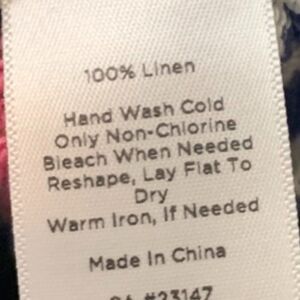 100% Linen
Hand Wash Cold
Only Non-Chlorine
Bleach When Needed
Reshape, Lay Flat To
Dry
Warm Iron, If Needed
Made In China
#23147